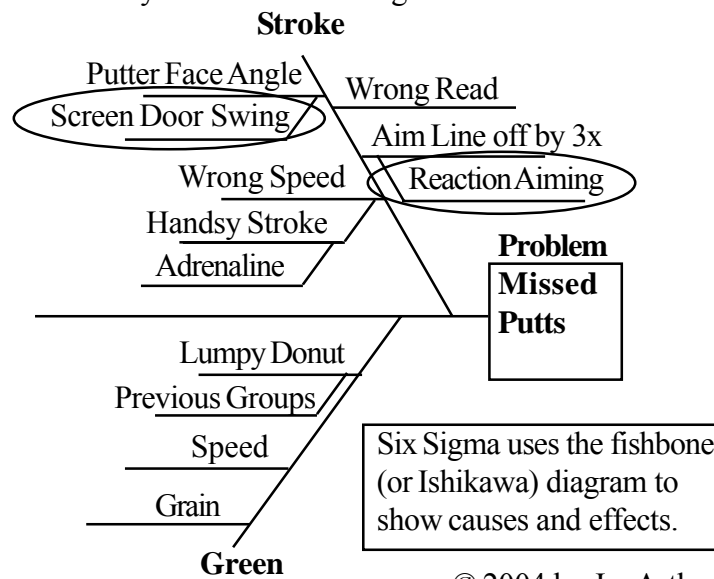 Stroke
Putter Face Angle
Wrong Read
Screen Door Swing
Aim Line off by 3x
Wrong Speed
Reaction Aiming
Handsy Stroke
Adrenaline
Problem
Missed
Putts
Lumpy Donut
Previous Groups
Speed
Grain
Green
Six Sigma uses the fishbone
(or Ishikawa) diagram to
show causes and effects.